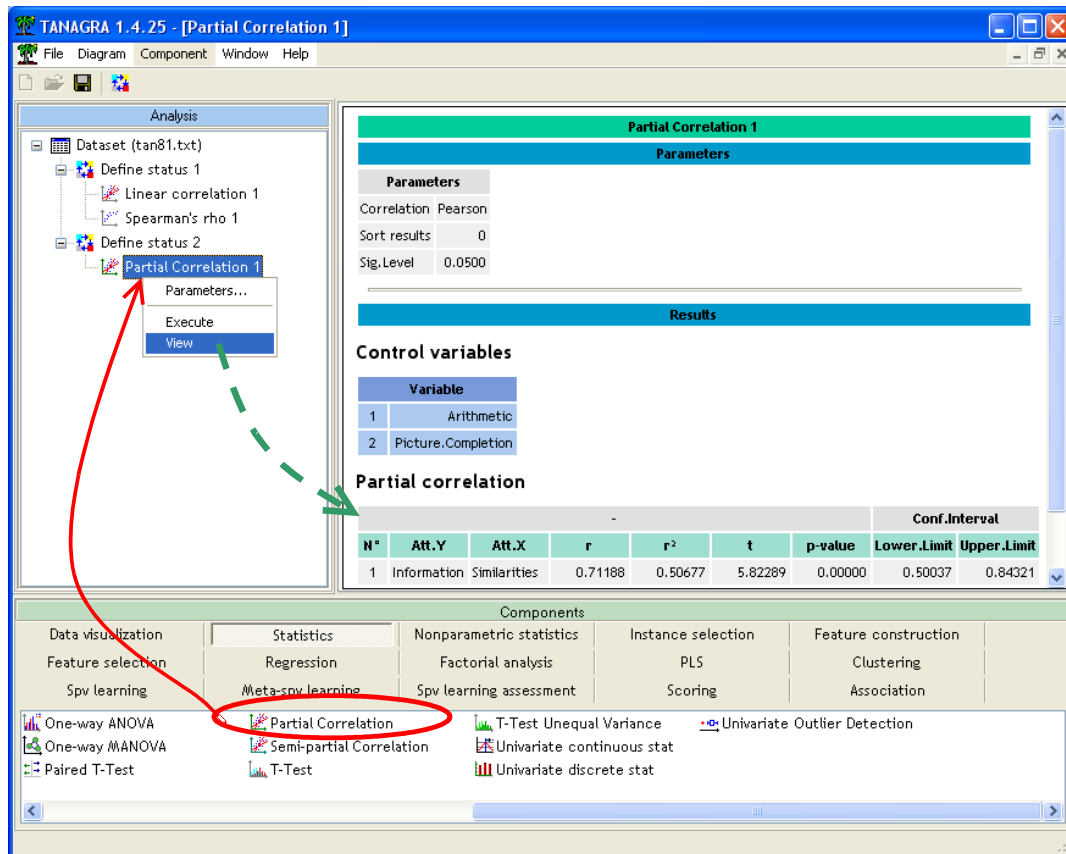 TANAGRA 1.4.25 - [Partial Correlation 1]
File Diagram Component Window Help
Analysis
Dataset (tan81.txt)
Define status 1
Linear correlation 1
Spearman's rho 1
Define status 2
Partial Correlation 1
Parameters...
Execute
View
Partial Correlation 1
Parameters
Parameters
Correlation Pearson
Sort results 0
Sig.Level 0.0500
Results
Control variables
Variable
1 Arithmetic
2 Picture.Completion
Partial correlation
- Conf.Interval
N° Att.Y Att.X r r² t p-value Lower.Limit Upper.Limit
1 Information Similarities 0.71188 0.50677 5.82289 0.00000 0.50037 0.84321
Components
Data visualization Statistics Nonparametric statistics Instance selection Feature construction
Feature selection Regression Factorial analysis PLS Clustering
Spv learning Meta-spv learning Spv learning assessment Scoring Association
One-way ANOVA Partial Correlation T-Test Unequal Variance Univariate Outlier Detection
One-way MANOVA Semi-partial Correlation Univariate continuous stat
Paired T-Test T-Test Univariate discrete stat